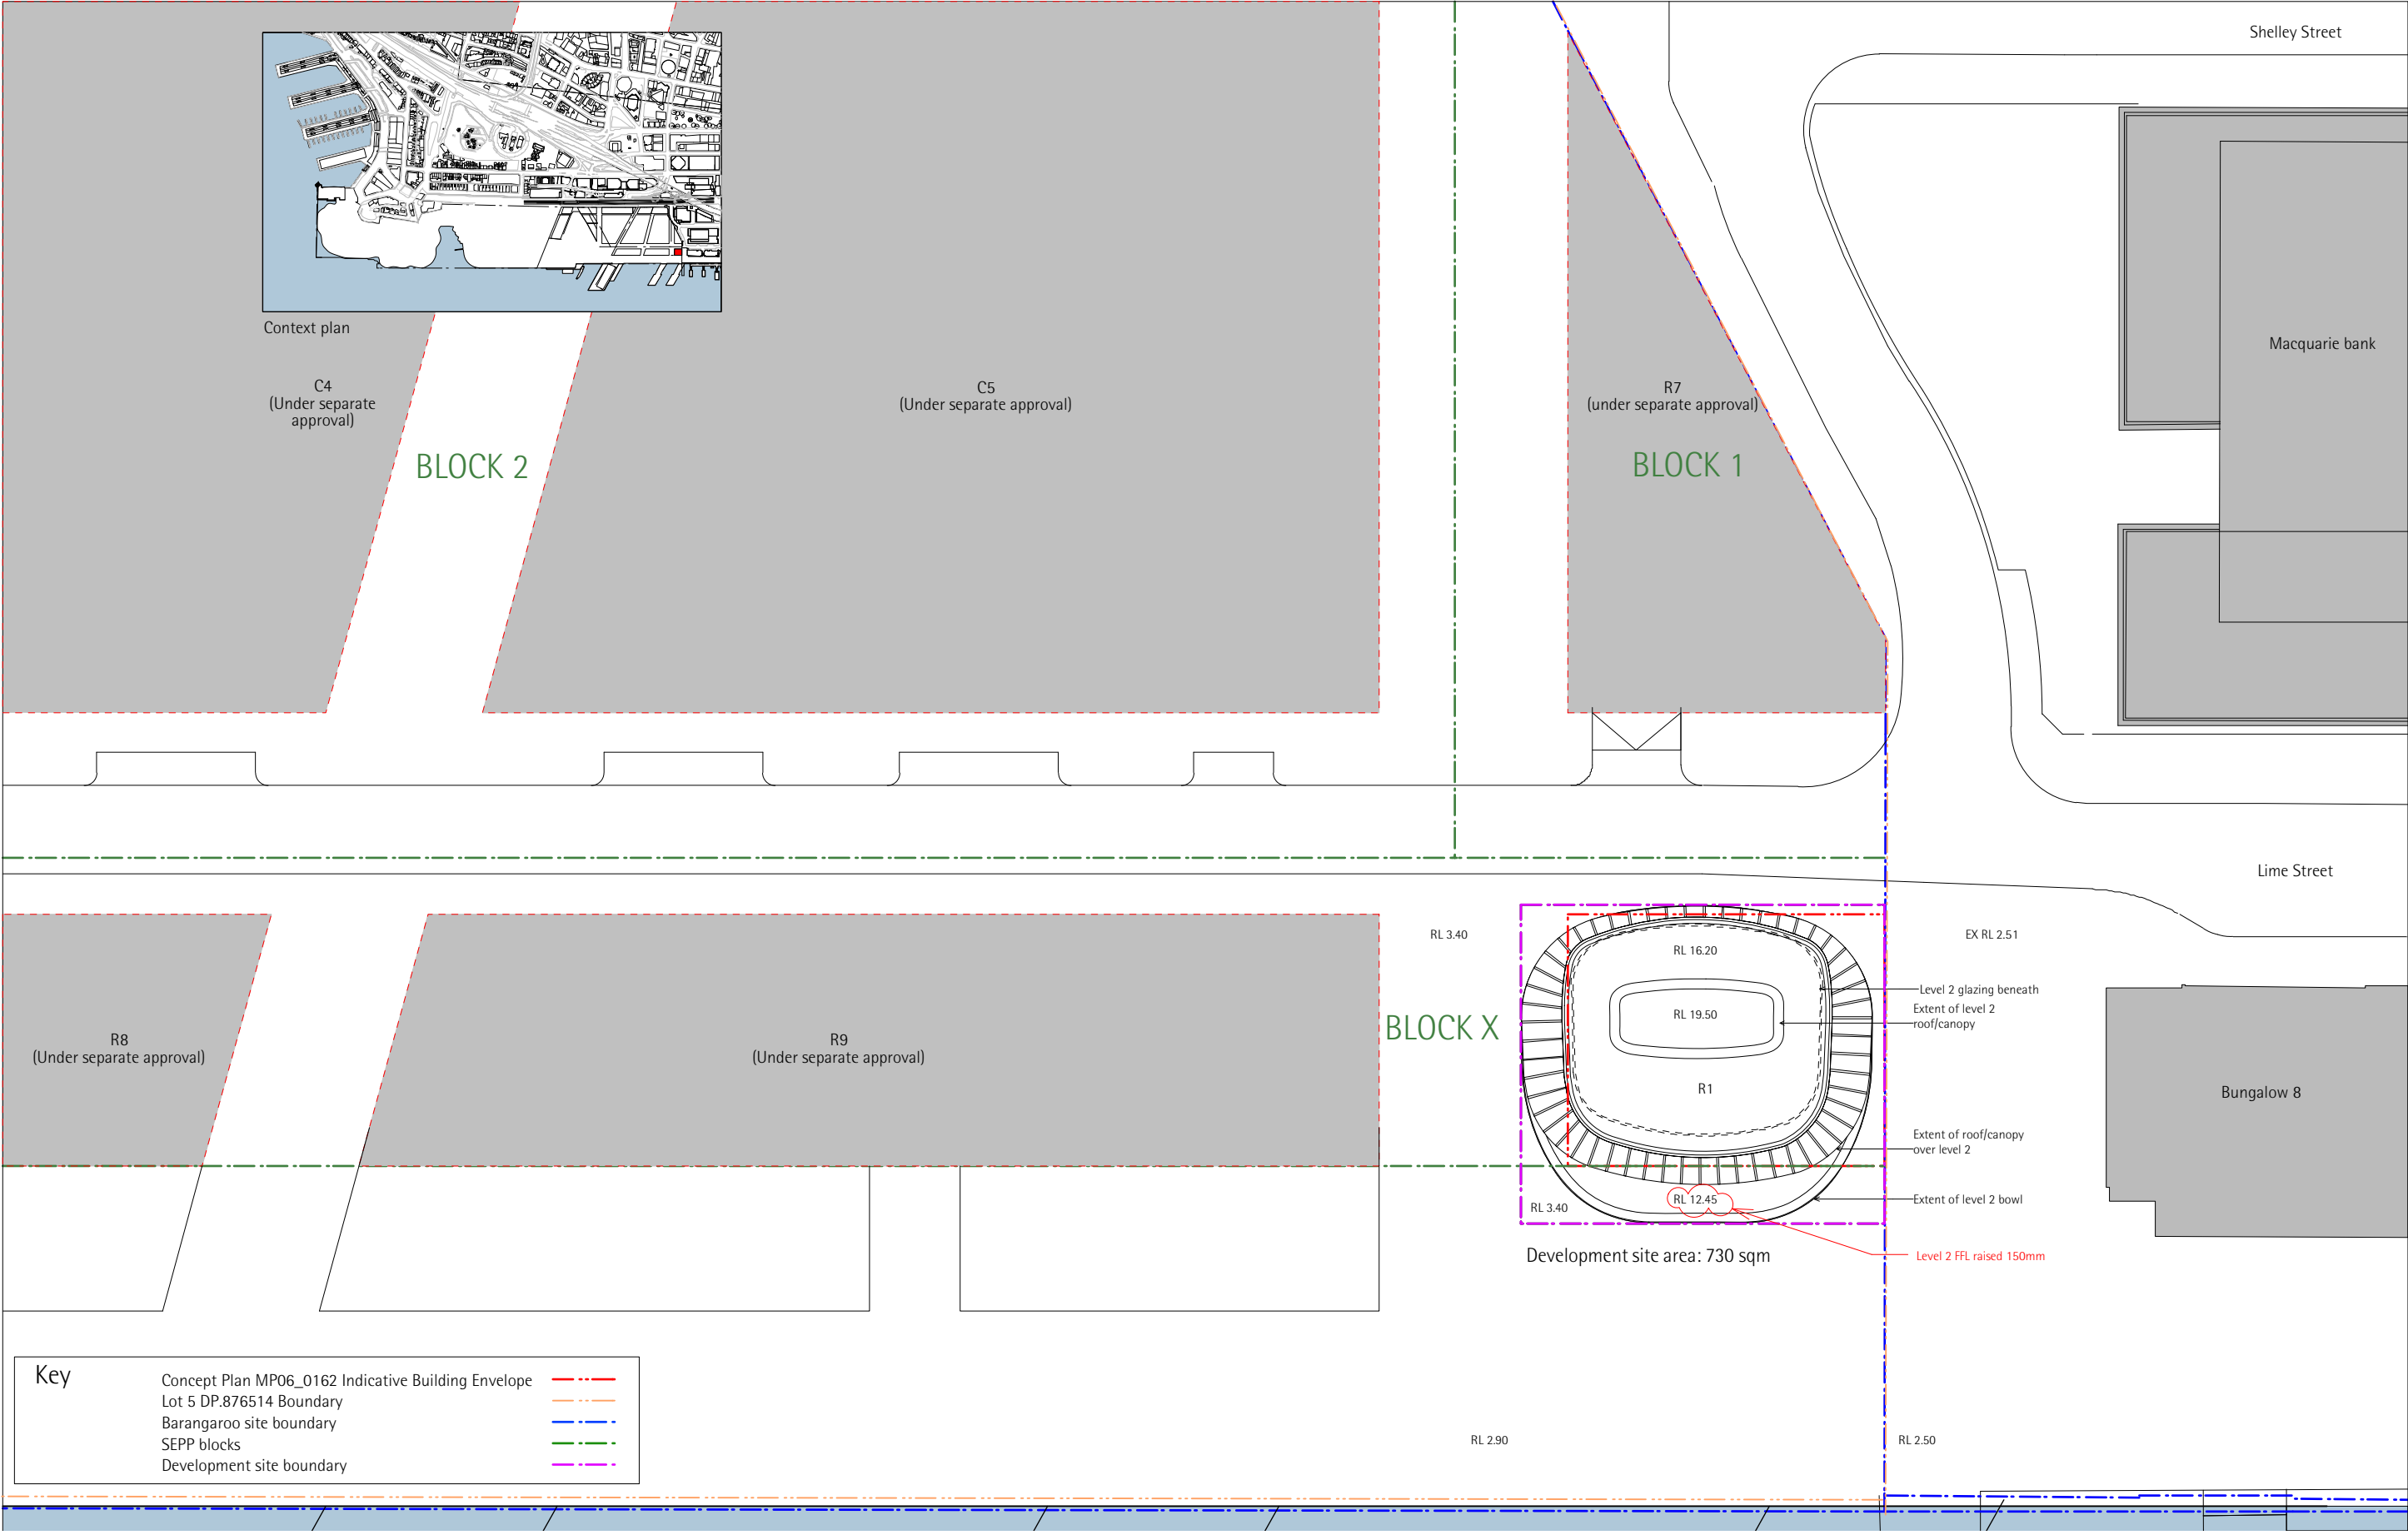 Shelley Street
Context plan
Macquarie bank
C4
(Under separate
approval)
C5
(Under separate approval)
R7
(under separate approval)
BLOCK 2
BLOCK 1
Lime Street
RL 3.40
RL 16.20
EX RL 2.51
Level 2 glazing beneath
Extent of level 2
roof/canopy
RL 19.50
BLOCK X
R8
(Under separate approval)
R9
(Under separate approval)
R1
Bungalow 8
Extent of roof/canopy
over level 2
RL 12.45
Extent of level 2 bowl
RL 3.40
Development site area: 730 sqm
Level 2 FFL raised 150mm
Key
Concept Plan MP06_0162 Indicative Building Envelope
Lot 5 DP.876514 Boundary
Barangaroo site boundary
SEPP blocks
Development site boundary
RL 2.90
RL 2.50